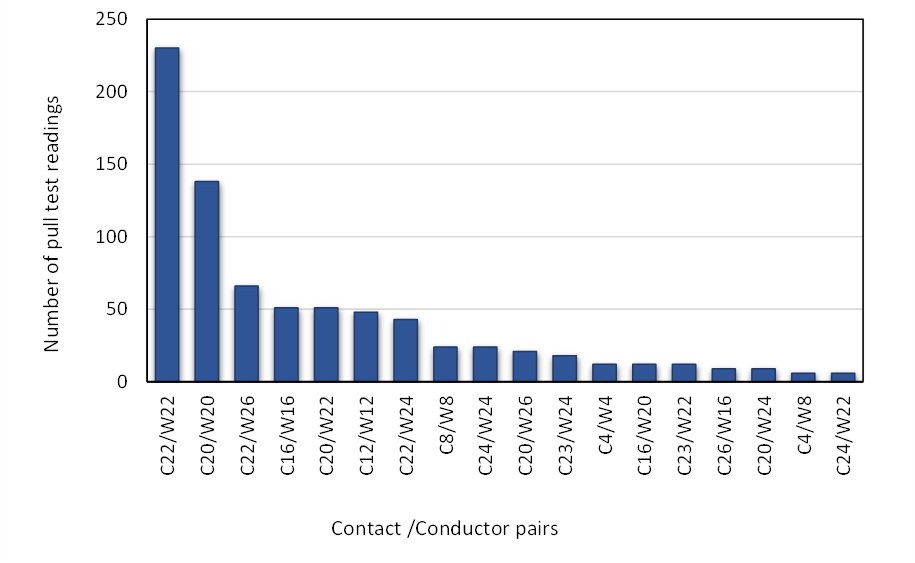 250
200
150
100
50
0
Number of pull test readings
C22/W22
C20/W20
C22/W26
C16/W16
C20/W22
C12/W12
C22/W24
C8/W8
C24/W24
C20/W26
C23/W24
C4/W4
C16/W20
C23/W22
C26/W16
C20/W24
C4/W8
C24/W22
Contact /Conductor pairs